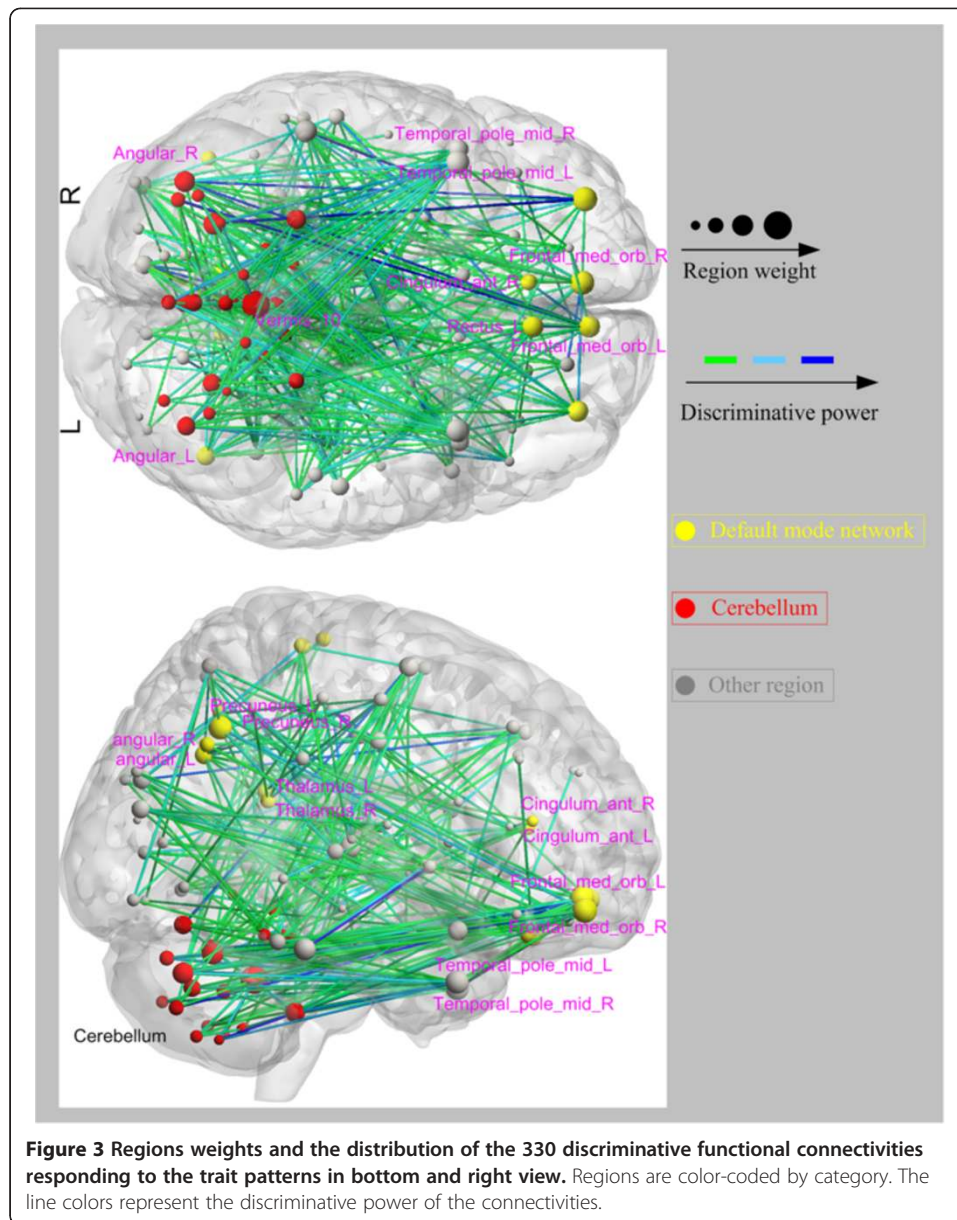 Angular_R
Temporal_pole_mid_R
Temporal_pole_mid_L
R
Frontal_med_orb_R
Cingulum_ant_R
Vermis_10
Rectus_L
Frontal_med_orb_L
L
Angular_L
Region weight
Discriminative power
Default mode network
Cerebellum
Other region
Precuneus_L
Precuneus_R
angular_R
angular_L
Thalamus_L
Thalamus_R
Cingulum_ant_R
Cingulum_ant_L
Frontal_med_orb_L
Frontal_med_orb_R
Temporal_pole_mid_L
Temporal_pole_mid_R
Cerebellum
Figure 3 Regions weights and the distribution of the 330 discriminative functional connectivities
responding to the trait patterns in bottom and right view. Regions are color-coded by category. The
line colors represent the discriminative power of the connectivities.